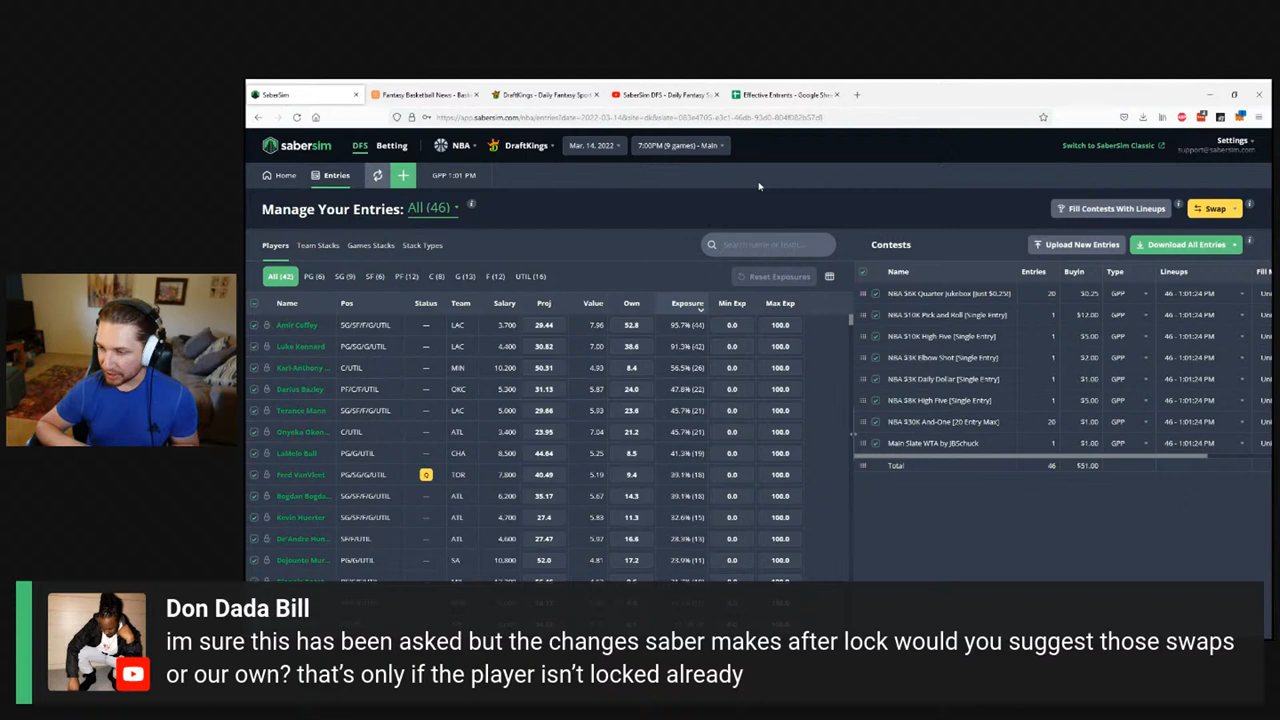 SaberSim
Fantasy Basketball News - Bask
DraftKings - Daily Fantasy Sport
SaberSim DFS - Daily Fantasy Sp
Effective Entrants - Google She
sabersim
DFS
Betting
NBA
DraftKings
Mar. 14, 2022
7:00PM (9 games) - Main
Switch to SaberSim Classic
Settings
support@sabersim.com
Home
Entries
GPP 1:01 PM
Manage Your Entries: All (46)
Fill Contests With Lineups
Swap
Players
Team Stacks
Games Stacks
Stack Types
Search name or
Contests
Upload New Entries
Download All Entries
All (42) PG (6) SG (9) SF (6) PF (12) C (8) G (13) F (12) UTIL (16)
Reset Exposures
Name Pos Status Team Salary Proj Value Own Exposure Min Exp Max Exp
Name Entries BuyIn Type Lineups
Amir Coffey SG/SF/F/G/UTIL — LAC 3,700 29.44 7.96 52.8 95.7% (44) 0.0 100.0
Luke Kennard PG/SG/G/UTIL — LAC 4,400 30.82 7.00 38.6 91.3% (42) 0.0 100.0
Karl-Anthony ... C/UTIL — MIN 10,200 50.31 4.93 8.4 56.5% (26) 0.0 100.0
Darius Bazley PF/C/F/UTIL — OKC 5,300 31.13 5.87 24.0 47.8% (22) 0.0 100.0
Terance Mann SG/SF/F/G/UTIL — LAC 5,000 29.66 5.93 23.6 45.7% (21) 0.0 100.0
Onyeka Okon... C/UTIL — ATL 3,400 23.95 7.04 21.2 45.7% (21) 0.0 100.0
LaMelo Ball PG/G/UTIL — CHA 8,500 44.64 5.25 8.5 41.3% (19) 0.0 100.0
Fred VanVleet PG/SG/G/UTIL Q TOR 7,800 40.49 5.19 9.4 39.1% (18) 0.0 100.0
Bogdan Bogda... SG/SF/F/G/UTIL — ATL 6,200 35.17 5.67 14.3 39.1% (18) 0.0 100.0
Kevin Huerter SG/SF/F/G/UTIL — ATL 27.4 5.83 11.3 32.6% (15) 0.0 100.0
De'Andre Hun... SF/F/UTIL — ATL 4,600 27.47 5.97 16.6 28.3% (13) 0.0 100.0
Dejounte Mur... PG/G/UTIL — SA 10,800 52.0 4.81 17.2 23.9% (11) 0.0 100.0
NBA $6K Quarter Jukebox [Just $0.25!] 20 $0.25 GPP 46 - 1:01:24 PM
NBA $10K Pick and Roll [Single Entry] 1 $12.00 GPP 46 - 1:01:24 PM
NBA $10K High Five [Single Entry] 1 $5.00 GPP 46 - 1:01:24 PM
NBA $3K Elbow Shot [Single Entry] 1 $2.00 GPP 46 - 1:01:24 PM
NBA $3K Daily Dollar [Single Entry] 1 $1.00 GPP 46 - 1:01:24 PM
NBA $8K High Five [Single Entry] 1 $5.00 GPP 46 - 1:01:24 PM
NBA $30K And-One [20 Entry Max] 20 $1.00 GPP 46 - 1:01:24 PM
Main Slate WTA by JBSchuck 1 $1.00 GPP 46 - 1:01:24 PM
Total 46 $51.00
Don Dada Bill
im sure this has been asked but the changes saber makes after lock would you suggest those swaps
or our own? that's only if the player isn't locked already